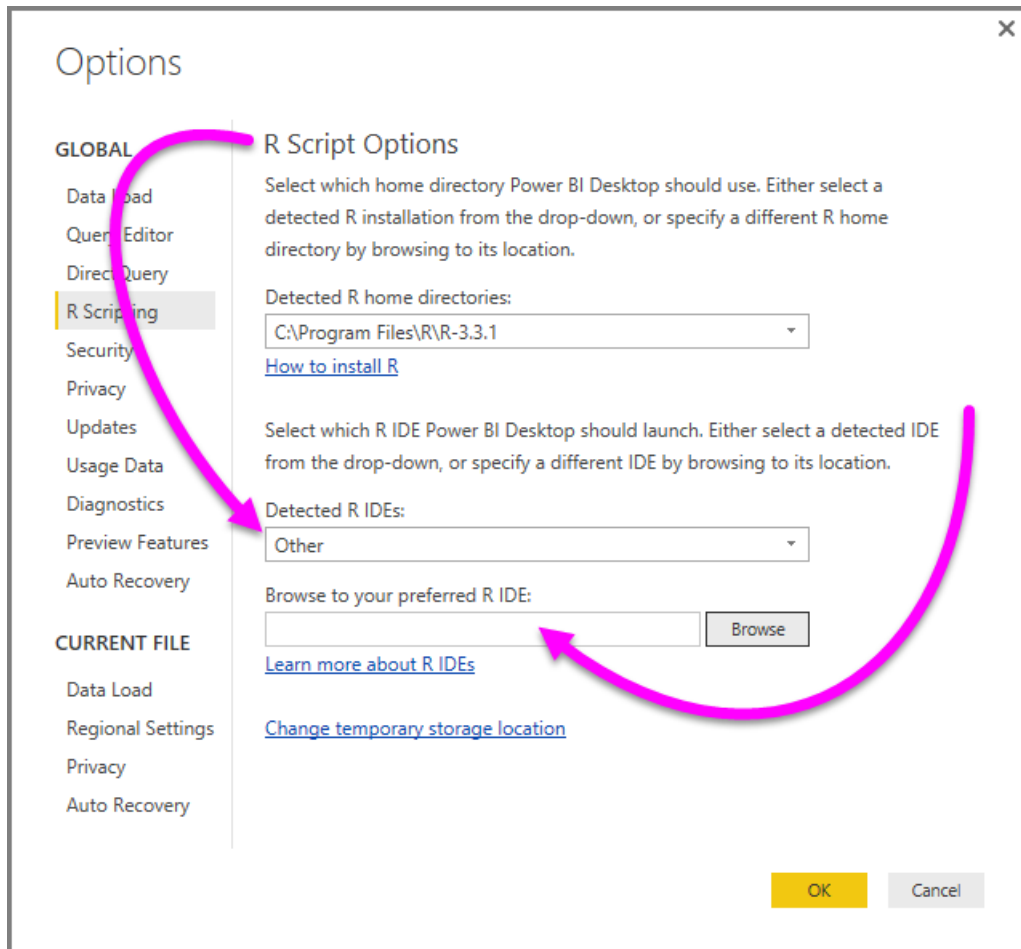 Options
GLOBAL
Data Load
Query Editor
DirectQuery
R Scripting
Security
Privacy
Updates
Usage Data
Diagnostics
Preview Features
Auto Recovery
CURRENT FILE
Data Load
Regional Settings
Privacy
Auto Recovery
R Script Options
Select which home directory Power BI Desktop should use. Either select a
detected R installation from the drop-down, or specify a different R home
directory by browsing to its location.
Detected R home directories:
C:\Program Files\R\R-3.3.1
How to install R
Select which R IDE Power BI Desktop should launch. Either select a detected IDE
from the drop-down, or specify a different IDE by browsing to its location.
Detected R IDEs:
Other
Browse to your preferred R IDE:
Browse
Learn more about R IDEs
Change temporary storage location
OK
Cancel